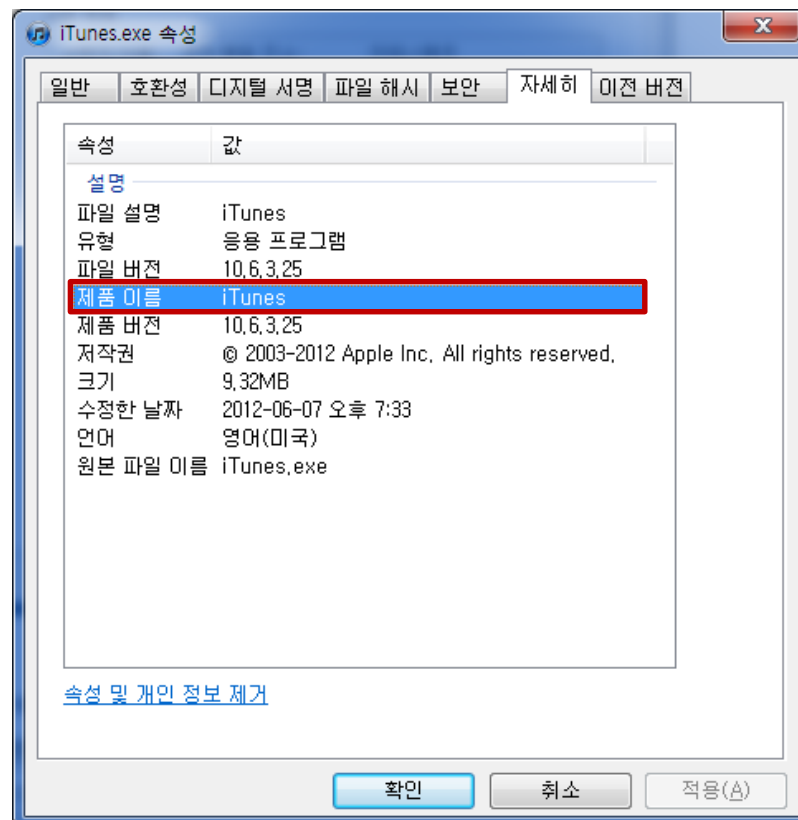 iTunes.exe 속성
일반 호환성 디지털 서명 파일 해시 보안 자세히 이전 버전
속성 값
설명
파일 설명 iTunes
유형 응용 프로그램
파일 버전 10.6.3.25
제품 이름 iTunes
제품 버전 10.6.3.25
저작권 © 2003-2012 Apple Inc. All rights reserved.
크기 9.32MB
수정한 날짜 2012-06-07 오후 7:33
언어 영어(미국)
원본 파일 이름 iTunes.exe
속성 및 개인 정보 제거
확인 취소 적용(A)